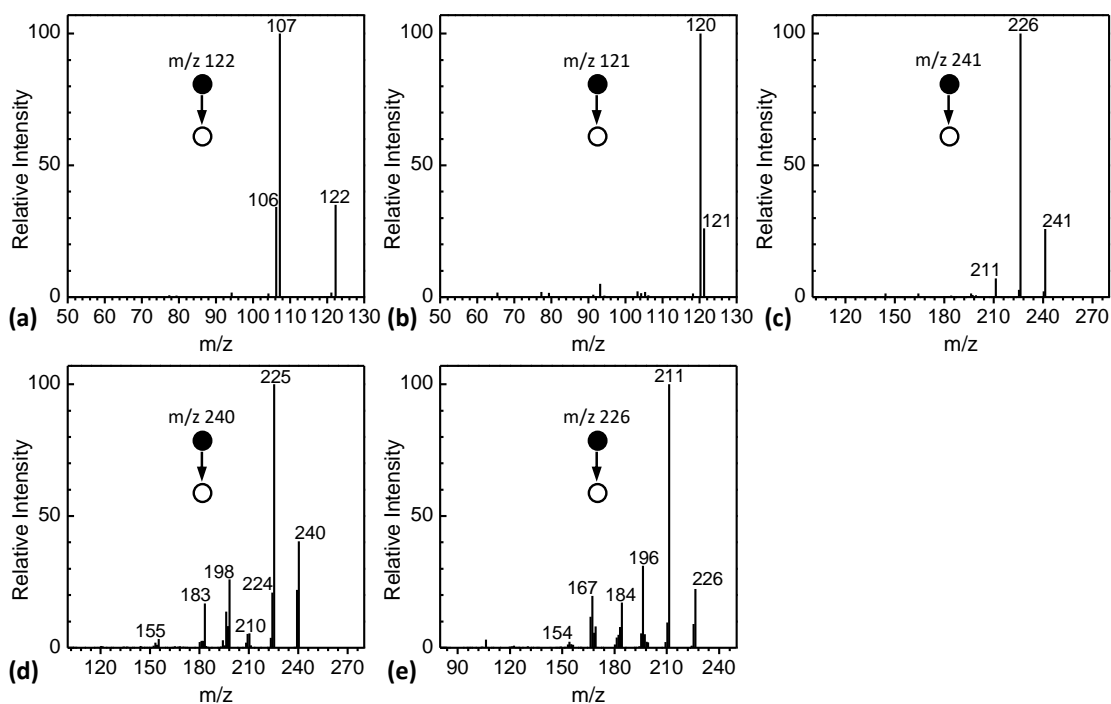 100
107
m/z 122
50
106
122
Relative Intensity
0
50 60 70 80 90 100 110 120 130
m/z
(a)
100
120
m/z 121
50
121
Relative Intensity
0
50 60 70 80 90 100 110 120 130
m/z
(b)
100
226
m/z 241
50
241
211
Relative Intensity
0
120 150 180 210 240 270
m/z
(c)
100
225
m/z 240
50
240
198
224
183
210
155
Relative Intensity
0
120 150 180 210 240 270
m/z
(d)
100
211
m/z 226
50
196
226
167
184
154
Relative Intensity
0
90 120 150 180 210 240
m/z
(e)